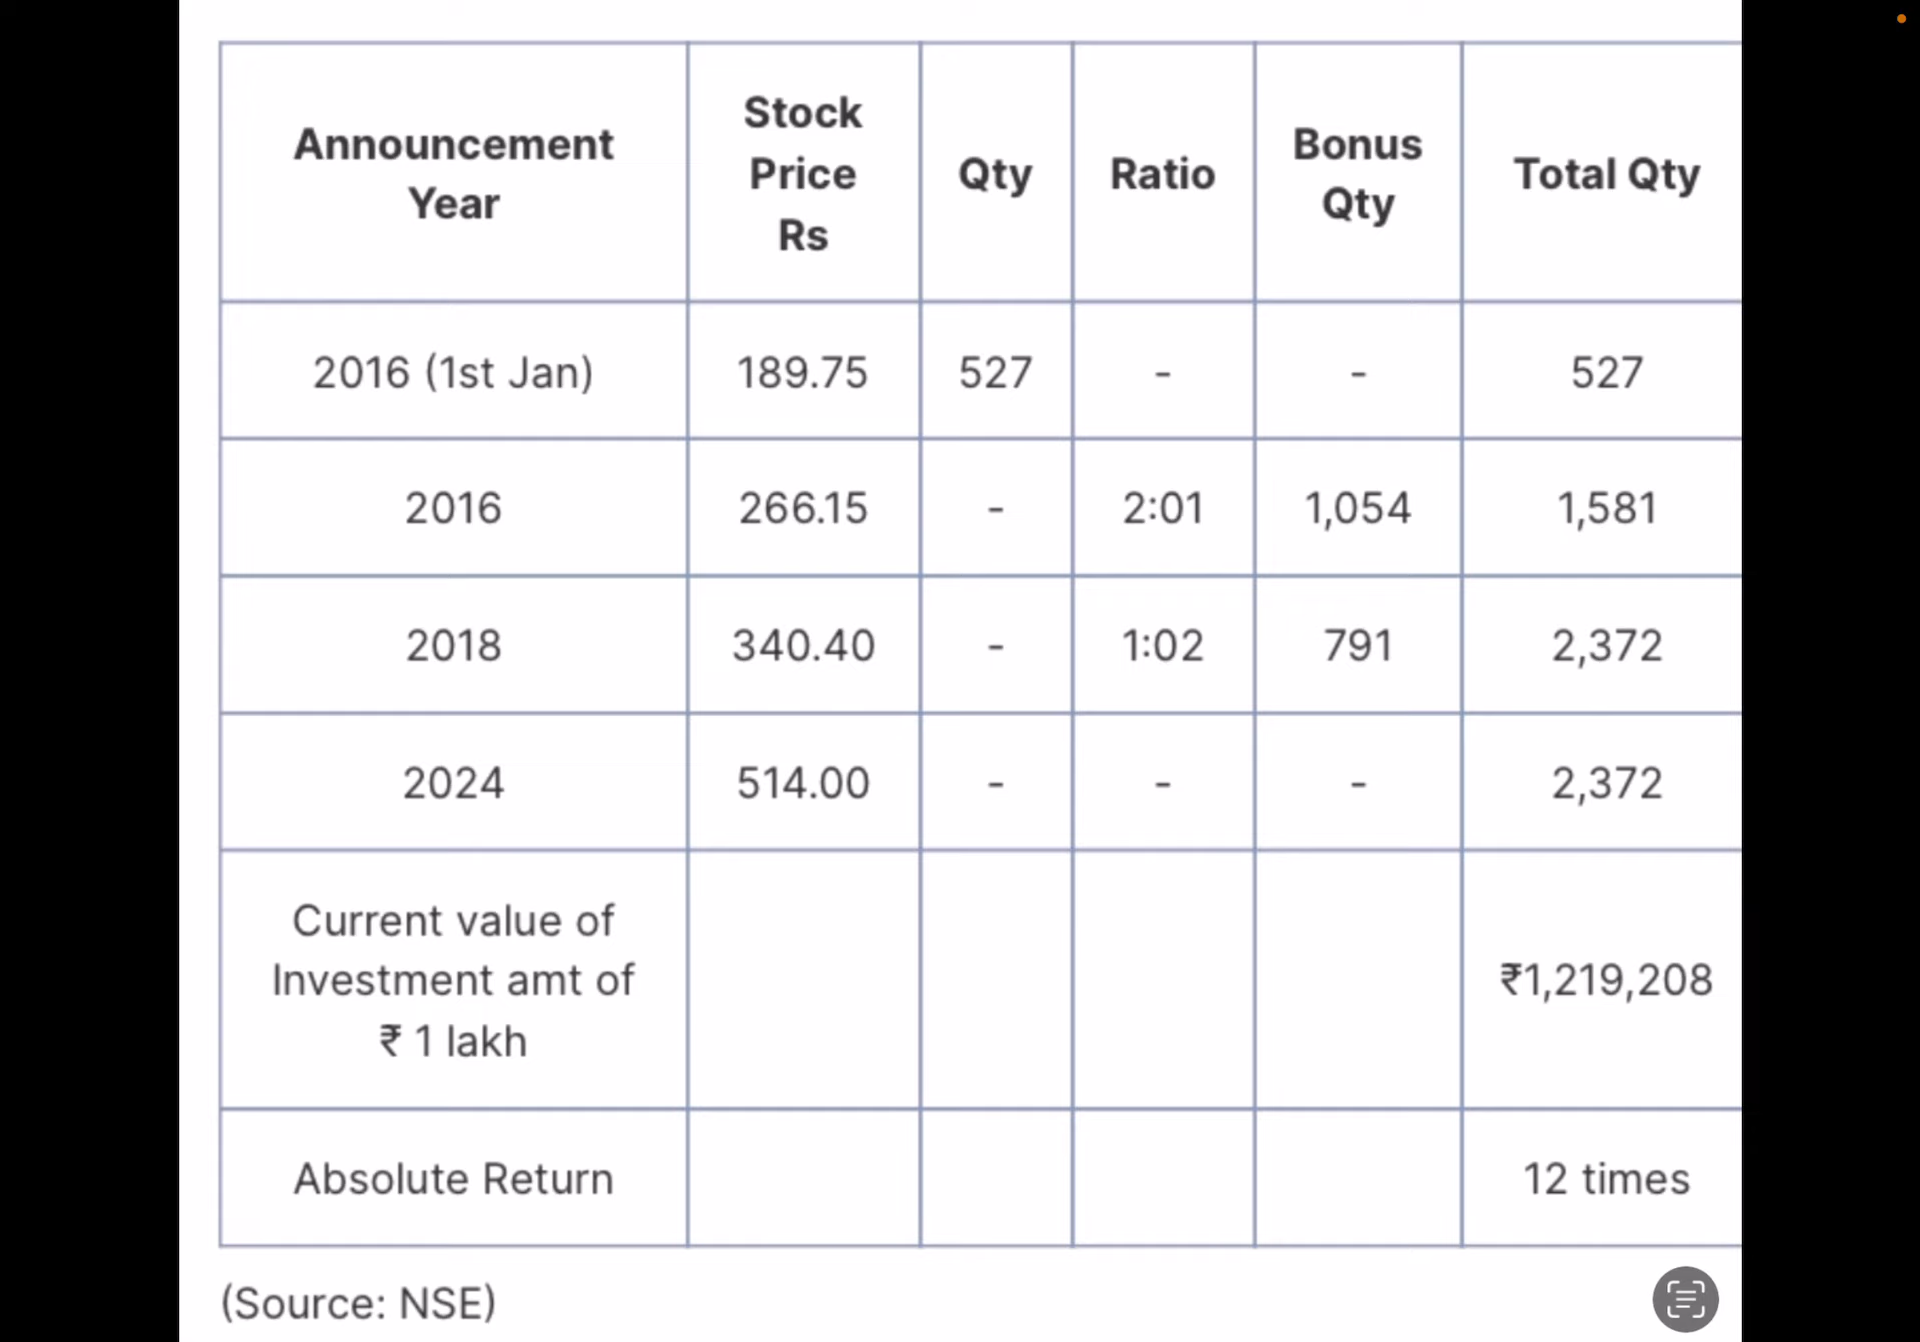 Announcement Year | Stock Price Rs | Qty | Ratio | Bonus Qty | Total Qty
2016 (1st Jan) | 189.75 | 527 | - | - | 527
2016 | 266.15 | - | 2:01 | 1,054 | 1,581
2018 | 340.40 | - | 1:02 | 791 | 2,372
2024 | 514.00 | - | - | - | 2,372
Current value of Investment amt of ₹ 1 lakh | | | | | ₹1,219,208
Absolute Return | | | | | 12 times
(Source: NSE)